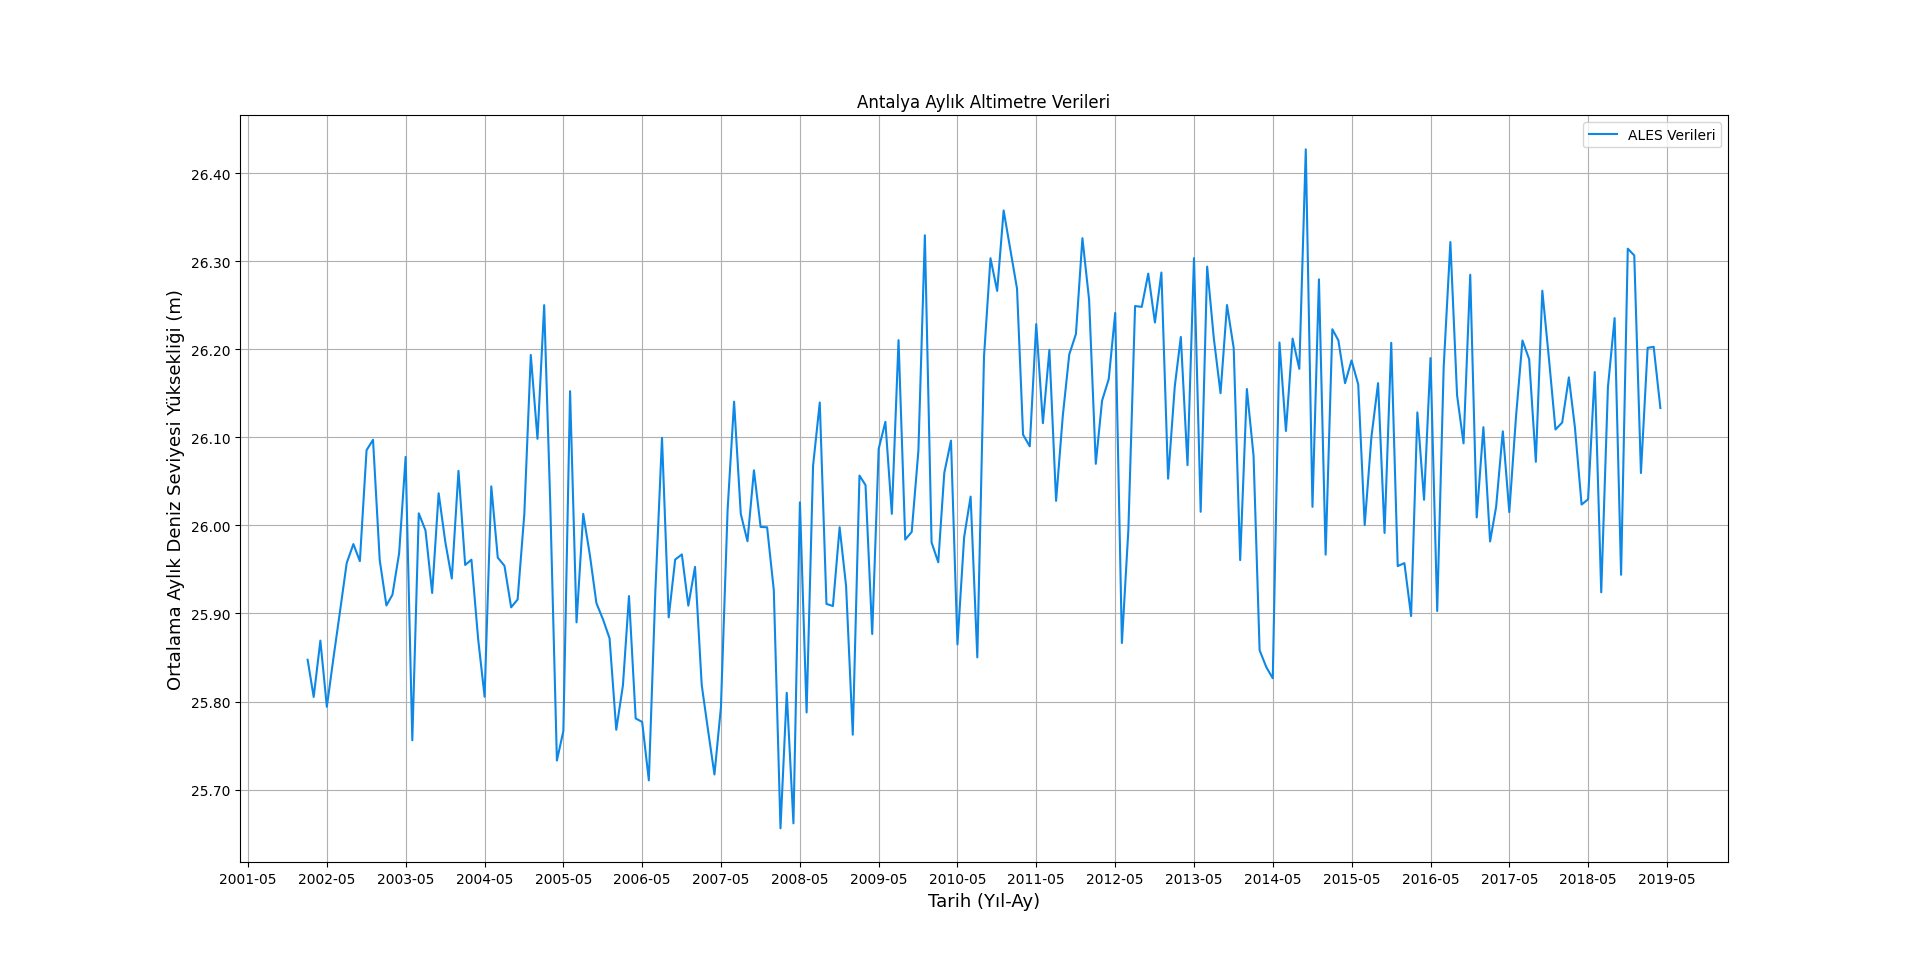 Antalya Aylık Altimetre Verileri
ALES Verileri
Ortalama Aylık Deniz Seviyesi Yüksekliği (m)
26.40
26.30
26.20
26.10
26.00
25.90
25.80
25.70
2001-05 2002-05 2003-05 2004-05 2005-05 2006-05 2007-05 2008-05 2009-05 2010-05 2011-05 2012-05 2013-05 2014-05 2015-05 2016-05 2017-05 2018-05 2019-05
Tarih (Yıl-Ay)